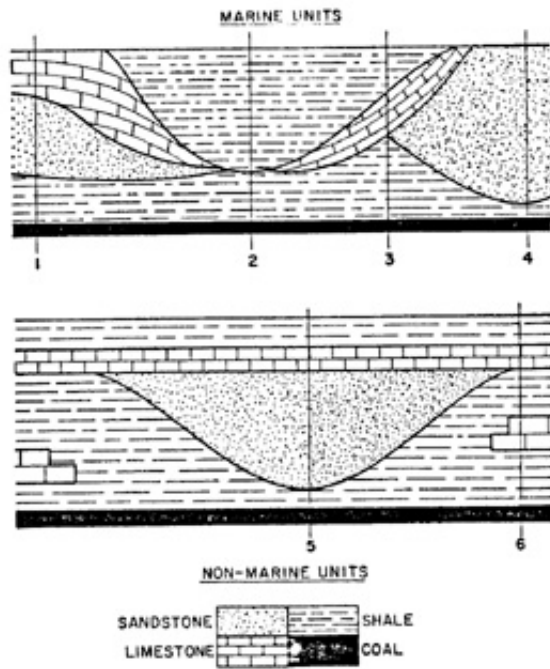 MARINE UNITS
1 2 3 4
5 6
NON-MARINE UNITS
SANDSTONE SHALE
LIMESTONE COAL